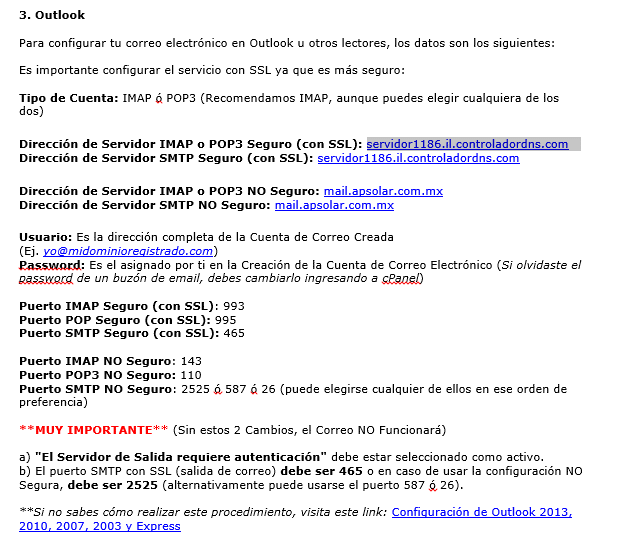 3. Outlook
Para configurar tu correo electrónico en Outlook u otros lectores, los datos son los siguientes:
Es importante configurar el servicio con SSL ya que es más seguro:
Tipo de Cuenta: IMAP ó POP3 (Recomendamos IMAP, aunque puedes elegir cualquiera de los
dos)
Dirección de Servidor IMAP o POP3 Seguro (con SSL): servidor1186.il.controladordns.com
Dirección de Servidor SMTP Seguro (con SSL): servidor1186.il.controladordns.com
Dirección de Servidor IMAP o POP3 NO Seguro: mail.apsolar.com.mx
Dirección de Servidor SMTP NO Seguro: mail.apsolar.com.mx
Usuario: Es la dirección completa de la Cuenta de Correo Creada
(Ej. yo@midominioregistrado.com)
Password: Es el asignado por ti en la Creación de la Cuenta de Correo Electrónico (Si olvidaste el
password de un buzón de email, debes cambiarlo ingresando a cPanel)
Puerto IMAP Seguro (con SSL): 993
Puerto POP Seguro (con SSL): 995
Puerto SMTP Seguro (con SSL): 465
Puerto IMAP NO Seguro: 143
Puerto POP3 NO Seguro: 110
Puerto SMTP NO Seguro: 2525 ó 587 ó 26 (puede elegirse cualquier de ellos en ese orden de
preferencia)
**MUY IMPORTANTE** (Sin estos 2 Cambios, el Correo NO Funcionará)
a) "El Servidor de Salida requiere autenticación" debe estar seleccionado como activo.
b) El puerto SMTP con SSL (salida de correo) debe ser 465 o en caso de usar la configuración NO
Segura, debe ser 2525 (alternativamente puede usarse el puerto 587 ó 26).
**Si no sabes cómo realizar este procedimiento, visita este link: Configuración de Outlook 2013,
2010, 2007, 2003 y Express